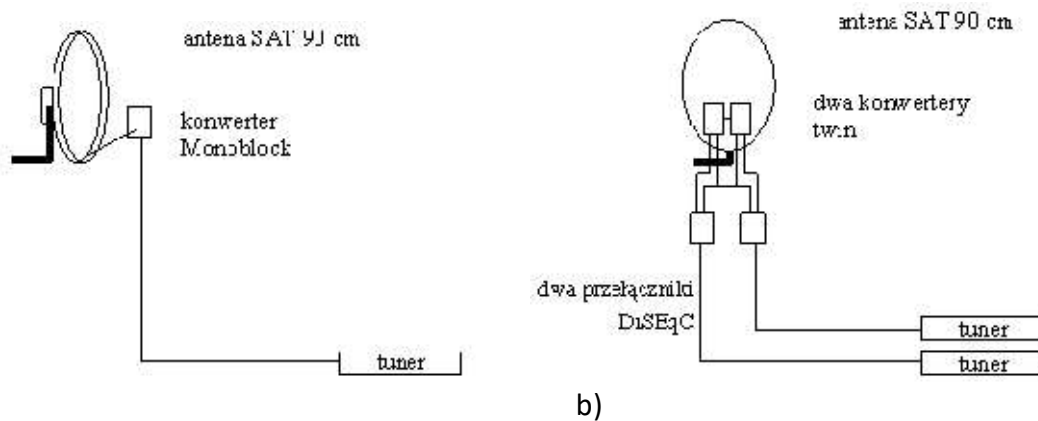 antena SAT 90 cm
konwerter
Monoblock
tuner
antena SAT 90 cm
dwa konwertery
twin
dwa przełączniki
DiSEqC
tuner
tuner
b)